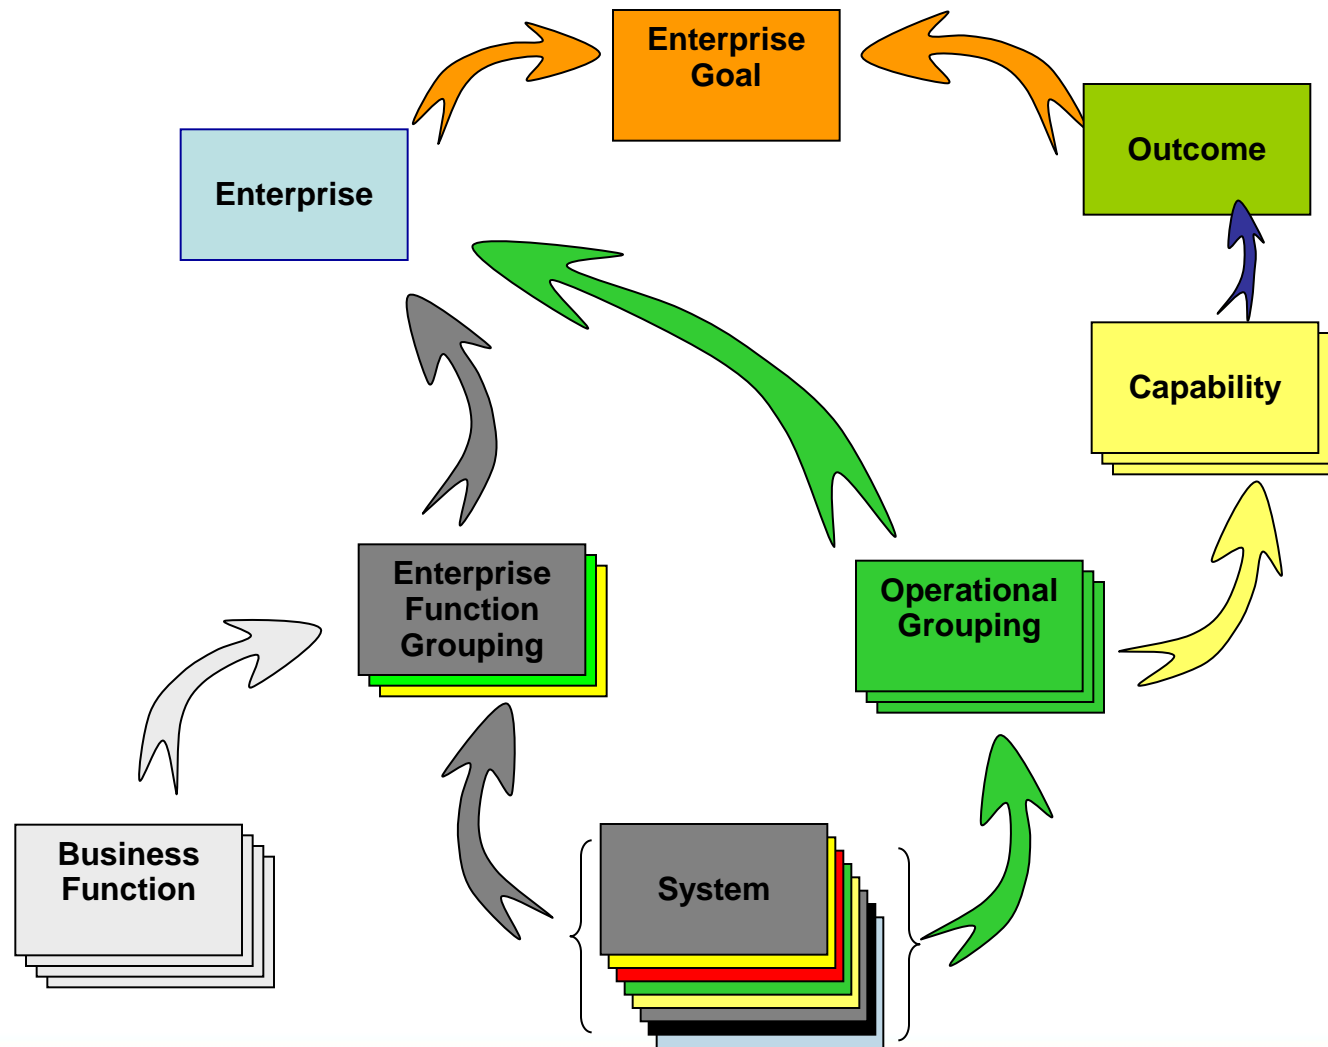 Enterprise
Goal
Outcome
Enterprise
Capability
Enterprise
Function
Grouping
Operational
Grouping
Business
Function
System